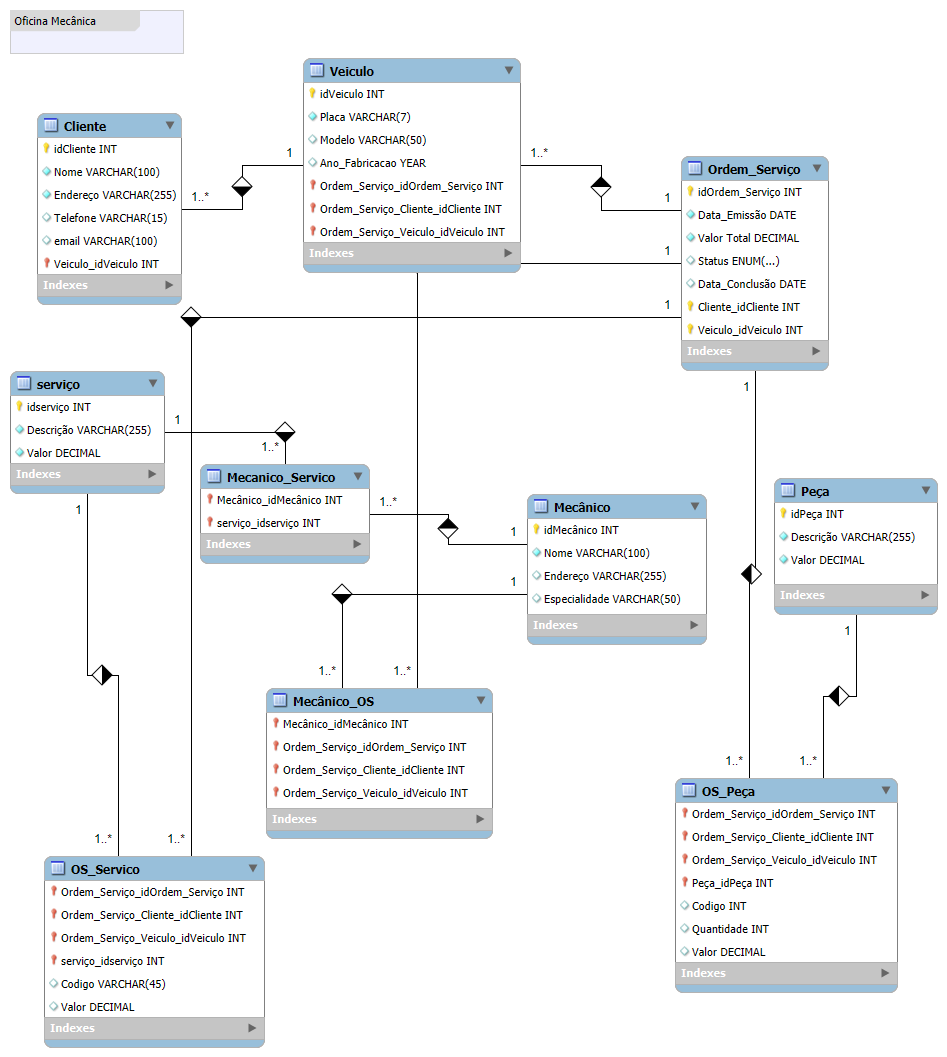 Oficina Mecânica
Veiculo
idVeiculo INT
Placa VARCHAR(7)
Modelo VARCHAR(50)
Ano_Fabricacao YEAR
Ordem_Serviço_idOrdem_Serviço INT
Ordem_Serviço_Cliente_idCliente INT
Ordem_Serviço_Veiculo_idVeiculo INT
Indexes
Cliente
idCliente INT
Nome VARCHAR(100)
Endereço VARCHAR(255)
Telefone VARCHAR(15)
email VARCHAR(100)
Veiculo_idVeiculo INT
Indexes
1
1..*
1..*
1
1
1
Ordem_Serviço
idOrdem_Serviço INT
Data_Emissão DATE
Valor Total DECIMAL
Status ENUM(...)
Data_Conclusão DATE
Cliente_idCliente INT
Veiculo_idVeiculo INT
Indexes
serviço
idserviço INT
Descrição VARCHAR(255)
Valor DECIMAL
Indexes
1
1..*
1
1
Mecanico_Servico
Mecânico_idMecânico INT
serviço_idserviço INT
Indexes
1..*
1
1
Mecânico
idMecânico INT
Nome VARCHAR(100)
Endereço VARCHAR(255)
Especialidade VARCHAR(50)
Indexes
Peça
idPeça INT
Descrição VARCHAR(255)
Valor DECIMAL
Indexes
1
1..*
1..*
Mecânico_OS
Mecânico_idMecânico INT
Ordem_Serviço_idOrdem_Serviço INT
Ordem_Serviço_Cliente_idCliente INT
Ordem_Serviço_Veiculo_idVeiculo INT
Indexes
1..*
1..*
OS_Peça
Ordem_Serviço_idOrdem_Serviço INT
Ordem_Serviço_Cliente_idCliente INT
Ordem_Serviço_Veiculo_idVeiculo INT
Peça_idPeça INT
Codigo INT
Quantidade INT
Valor DECIMAL
Indexes
1..*
1..*
OS_Servico
Ordem_Serviço_idOrdem_Serviço INT
Ordem_Serviço_Cliente_idCliente INT
Ordem_Serviço_Veiculo_idVeiculo INT
serviço_idserviço INT
Codigo VARCHAR(45)
Valor DECIMAL
Indexes